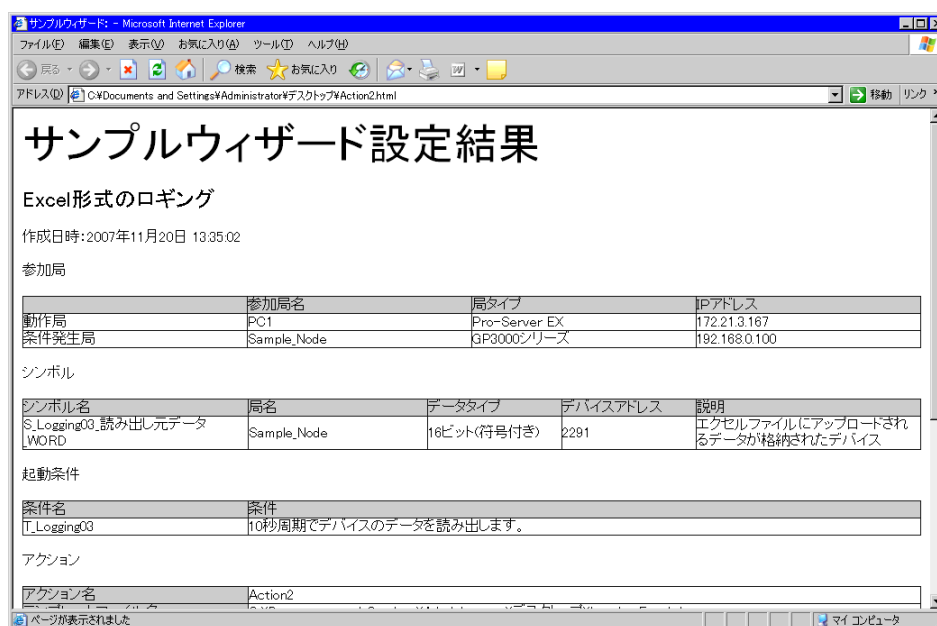 サンプルウィザード: - Microsoft Internet Explorer
ファイル(F) 編集(E) 表示(V) お気に入り(A) ツール(T) ヘルプ(H)
戻る 検索 お気に入り
アドレス(D) C:¥Documents and Settings¥Administrator¥デスクトップ¥Action2.html 移動 リンク »
サンプルウィザード設定結果
Excel形式のロギング
作成日時:2007年11月20日 13:35:02
参加局
参加局名 局タイプ IPアドレス
動作局 PC1 Pro-Server EX 172.21.3.167
条件発生局 Sample_Node GP3000シリーズ 192.168.0.100
シンボル
シンボル名 局名 データタイプ デバイスアドレス 説明
S_Logging03_読み出し元データ
_WORD Sample_Node 16ビット(符号付き) 2291 エクセルファイルにアップロードされ
るデータが格納されたデバイス
起動条件
条件名 条件
T_Logging03 10秒周期でデバイスのデータを読み出します。
アクション
アクション名 Action2
ページが表示されました マイ コンピュータ